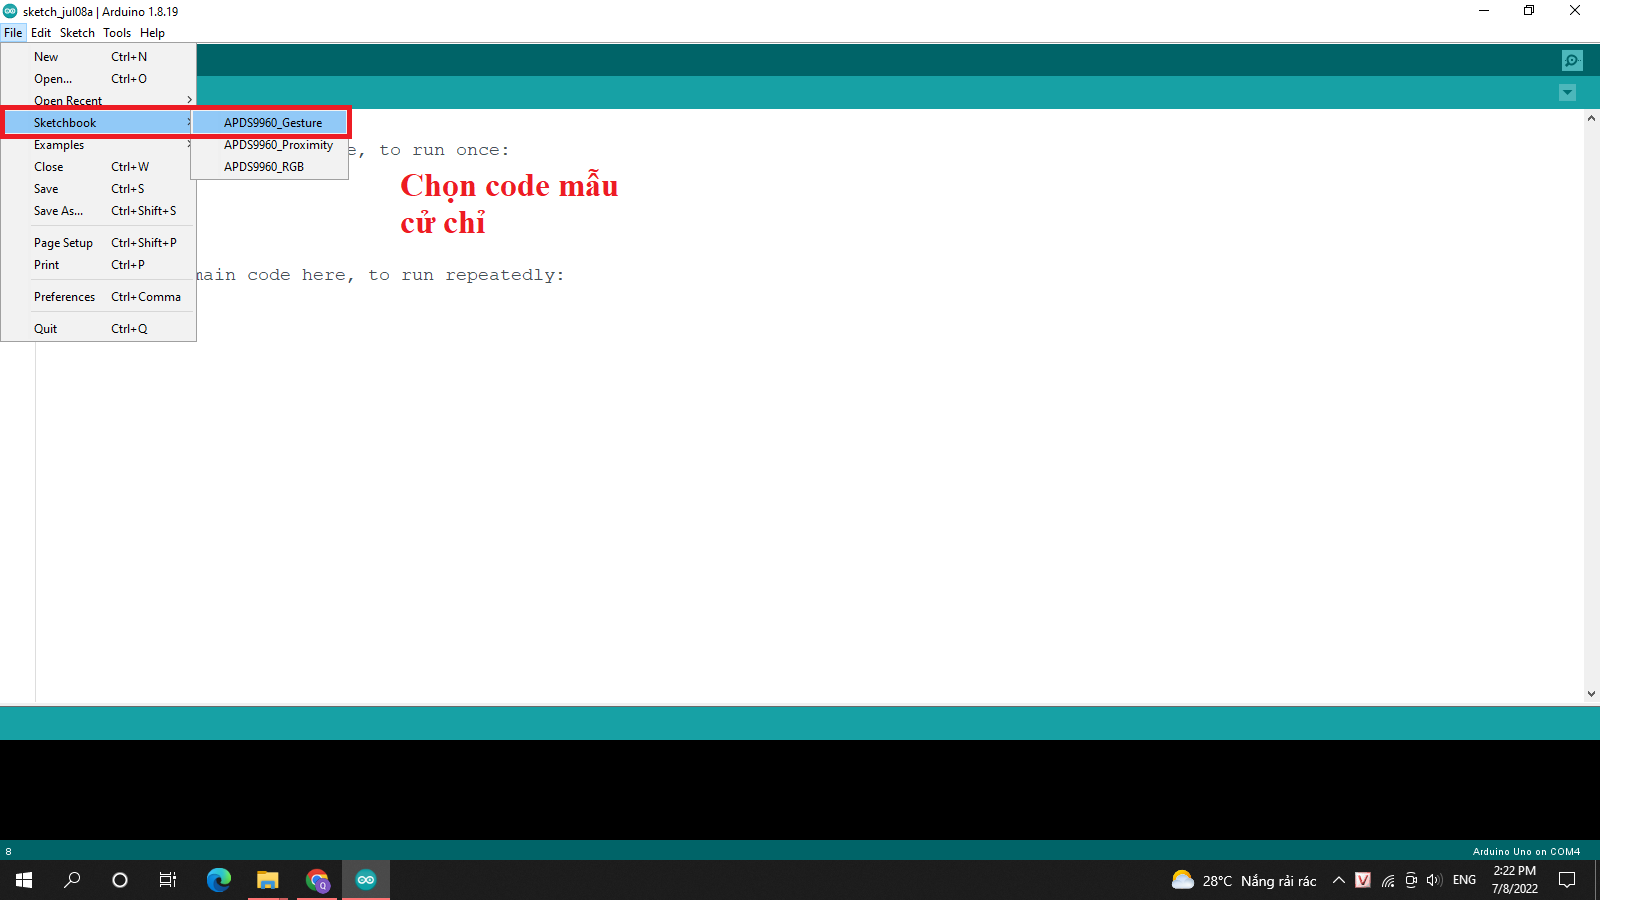 sketch_jul08a | Arduino 1.8.19
File Edit Sketch Tools Help
New Ctrl+N
Open... Ctrl+O
Open Recent
Sketchbook APDS9960_Gesture
Examples APDS9960_Proximity e, to run once:
Close Ctrl+W APDS9960_RGB
Save Ctrl+S Chọn code mẫu
Save As... Ctrl+Shift+S cử chỉ
Page Setup Ctrl+Shift+P
Print Ctrl+P main code here, to run repeatedly:
Preferences Ctrl+Comma
Quit Ctrl+Q
8 Arduino Uno on COM4
28°C Nắng rải rác ENG 2:22 PM
7/8/2022